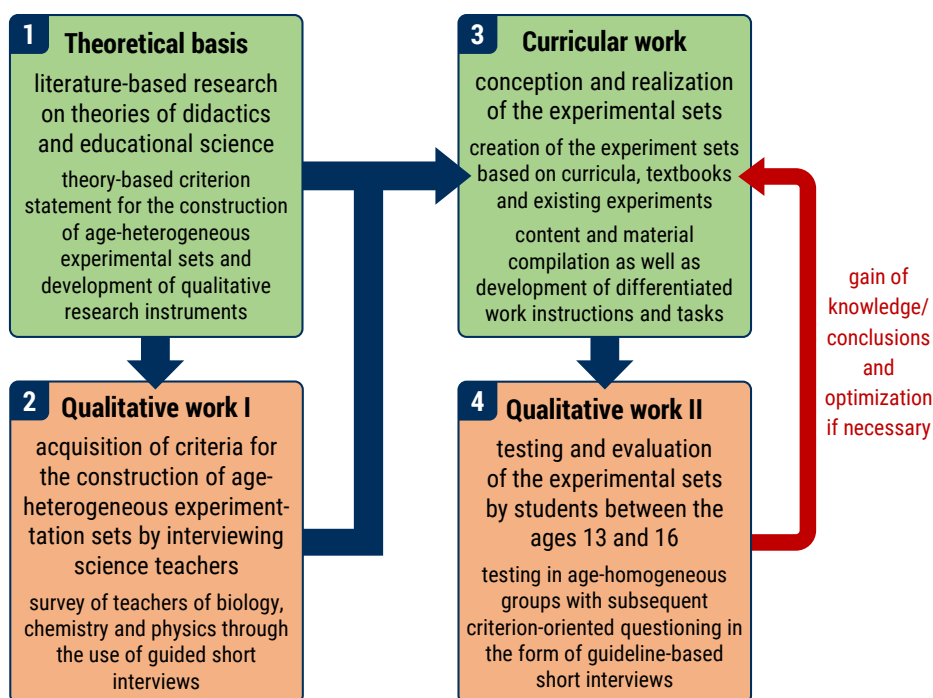 1
Theoretical basis
literature-based research
on theories of didactics
and educational science
theory-based criterion
statement for the construction
of age-heterogeneous
experimental sets and
development of qualitative
research instruments
2
Qualitative work I
acquisition of criteria for
the construction of age-
heterogeneous experimen-
tation sets by interviewing
science teachers
survey of teachers of biology,
chemistry and physics through
the use of guided short
interviews
3
Curricular work
conception and realization
of the experimental sets
creation of the experiment sets
based on curricula, textbooks
and existing experiments
content and material
compilation as well as
development of differentiated
work instructions and tasks
4
Qualitative work II
testing and evaluation
of the experimental sets
by students between the
ages 13 and 16
testing in age-homogeneous
groups with subsequent
criterion-oriented questioning in
the form of guideline-based
short interviews
gain of
knowledge/
conclusions
and
optimization
if necessary